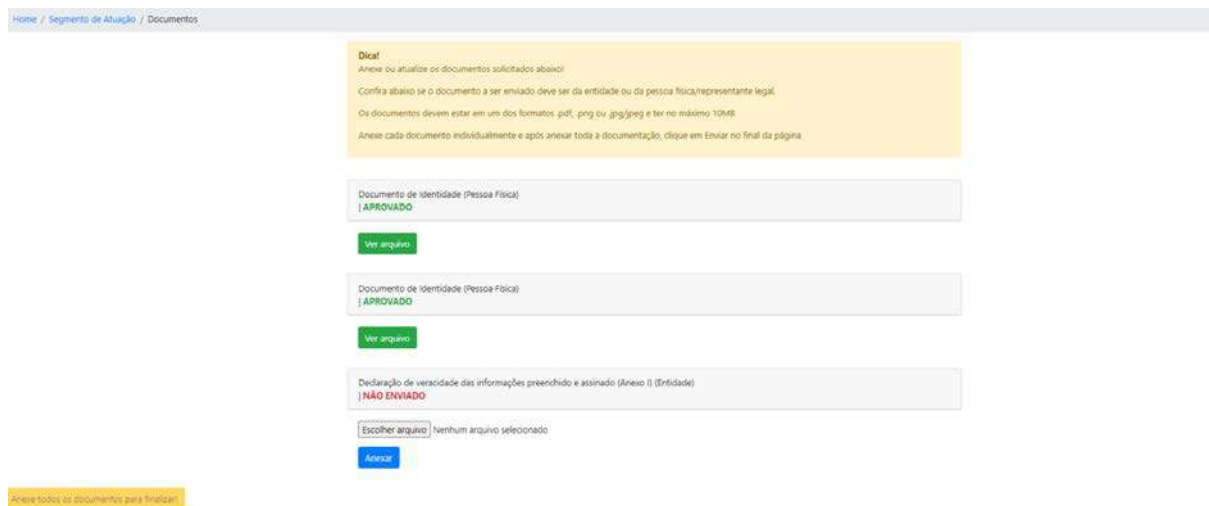 Home / Segmento de Atuação / Documentos
Dica!
Anexe ou atualize os documentos solicitados abaixo!
Confira abaixo se o documento a ser enviado deve ser da entidade ou da pessoa física/representante legal.
Os documentos devem estar em um dos formatos .pdf, .png ou .jpg/jpeg e ter no máximo 10MB
Anexe cada documento individualmente e após anexar toda a documentação, clique em Enviar no final da página
Documento de Identidade (Pessoa Física)
| APROVADO
Ver arquivo
Documento de Identidade (Pessoa Física)
| APROVADO
Ver arquivo
Declaração de veracidade das informações preenchido e assinado (Anexo I) (Entidade)
| NÃO ENVIADO
Escolher arquivo Nenhum arquivo selecionado
Anexar
Anexe todos os documentos para finalizar!